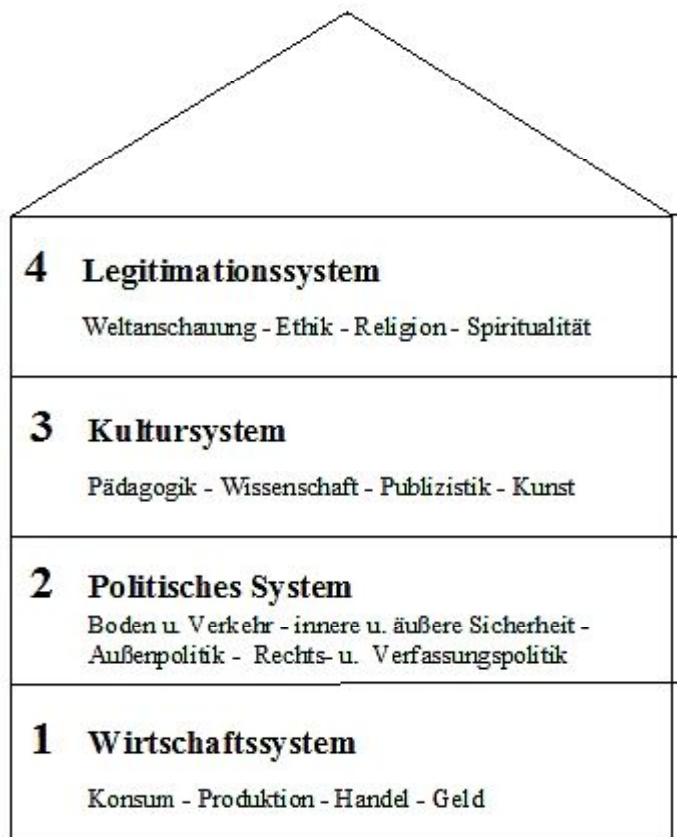 4 Legitimationssystem
Weltanschauung - Ethik - Religion - Spiritualität
3 Kultursystem
Pädagogik - Wissenschaft - Publizistik - Kunst
2 Politisches System
Boden u. Verkehr - innere u. äußere Sicherheit -
Außenpolitik - Rechts- u. Verfassungspolitik
1 Wirtschaftssystem
Konsum - Produktion - Handel - Geld